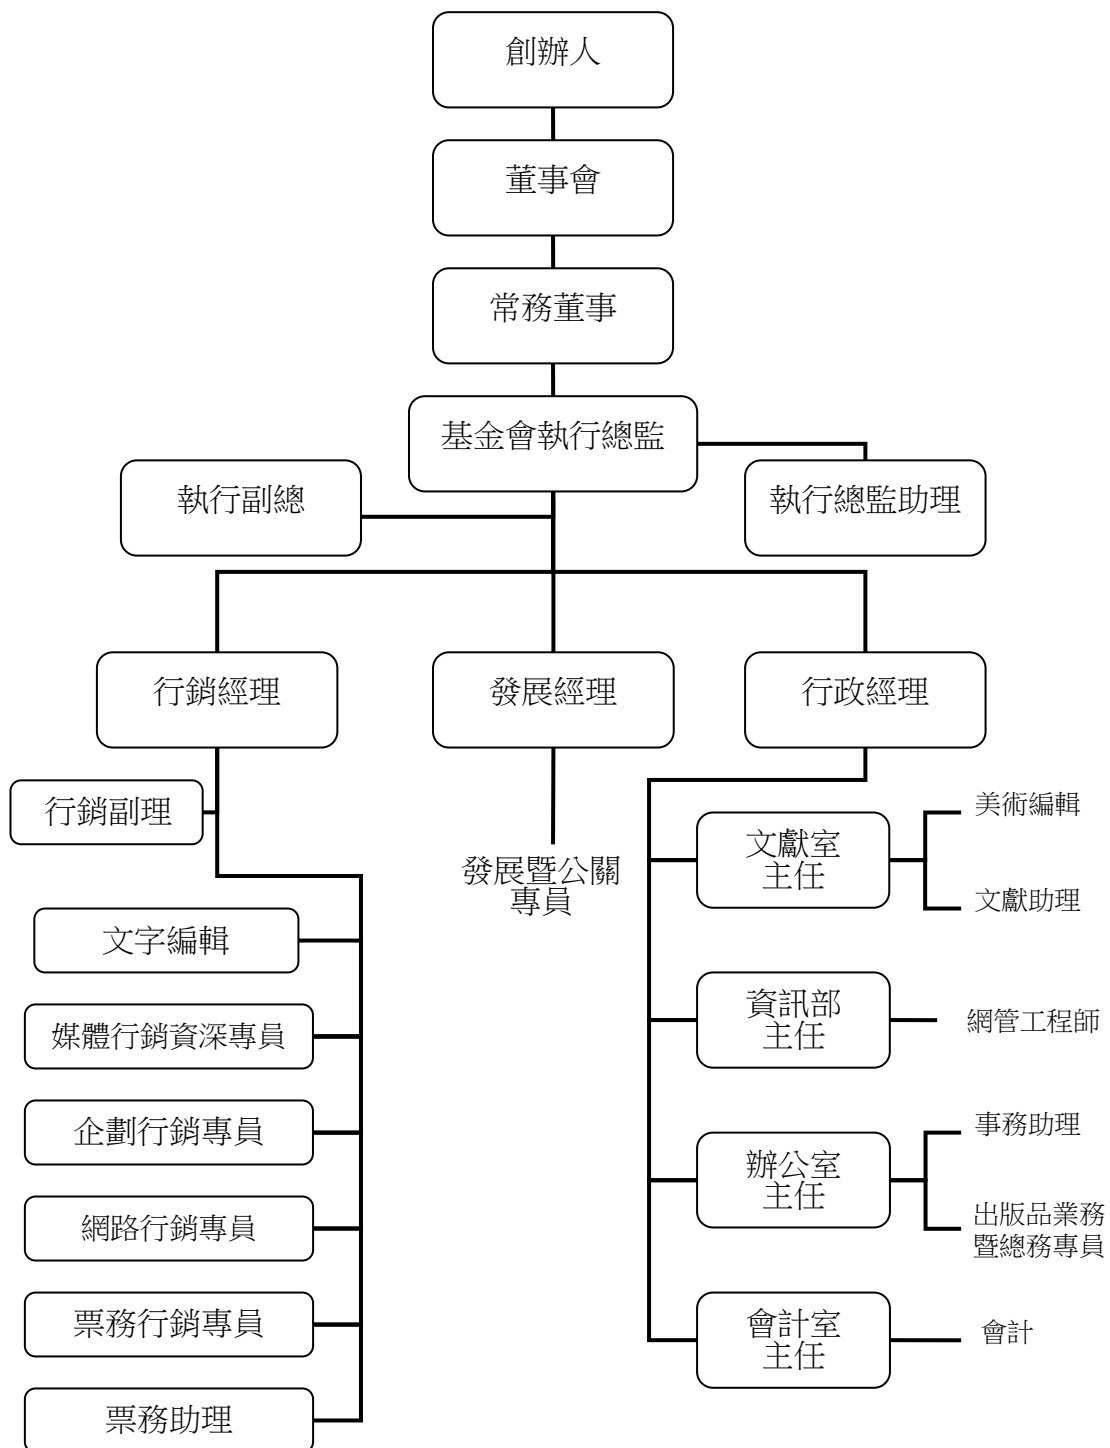 創辦人
董事會
常務董事
基金會執行總監
執行副總
執行總監助理
行銷經理
發展經理
行政經理
行銷副理
文字編輯
媒體行銷資深專員
企劃行銷專員
網路行銷專員
票務行銷專員
票務助理
發展暨公關
專員
文獻室
主任
美術編輯
文獻助理
資訊部
主任
網管工程師
辦公室
主任
事務助理
出版品業務
暨總務專員
會計室
主任
會計